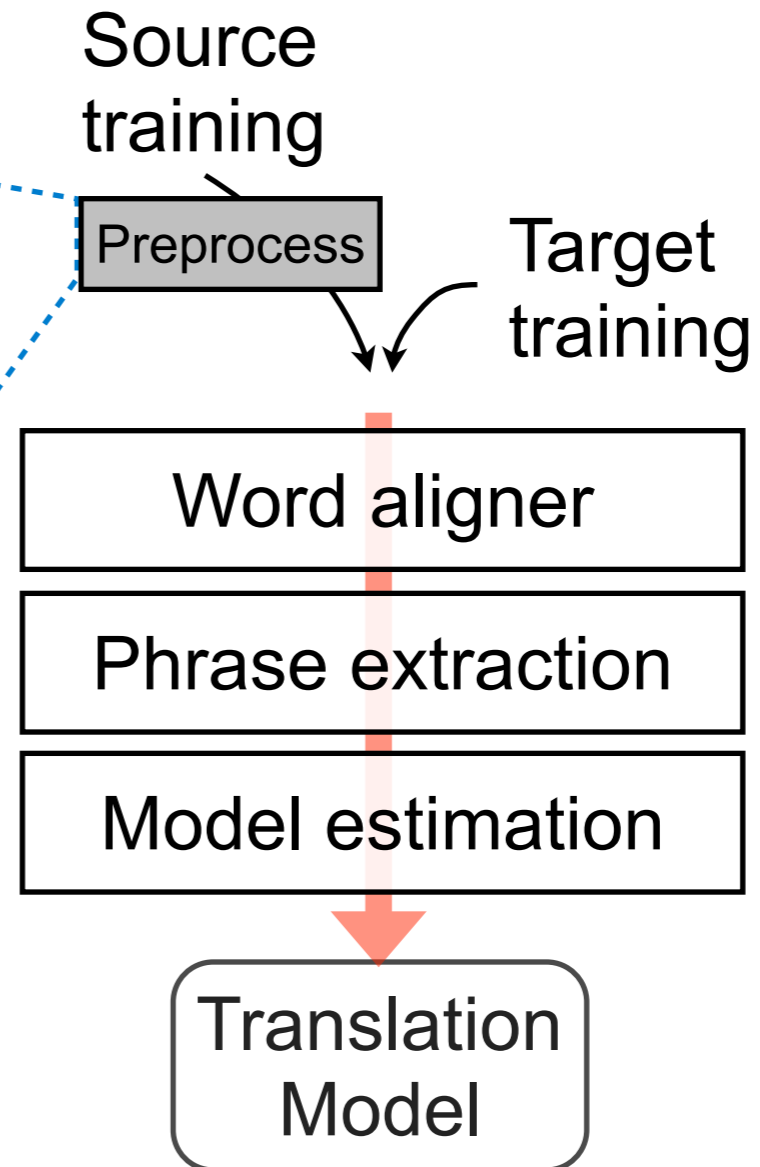 Source
training
Preprocess
Target
training
Word aligner
Phrase extraction
Model estimation
Translation
Model